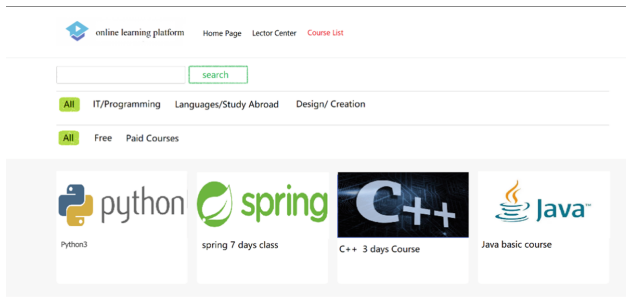 online learning platform Home Page Lector Center Course List
search
All IT/Programming Languages/Study Abroad Design/ Creation
All Free Paid Courses
python spring C++ Java™
Python3 spring 7 days class C++ 3 days Course Java basic course